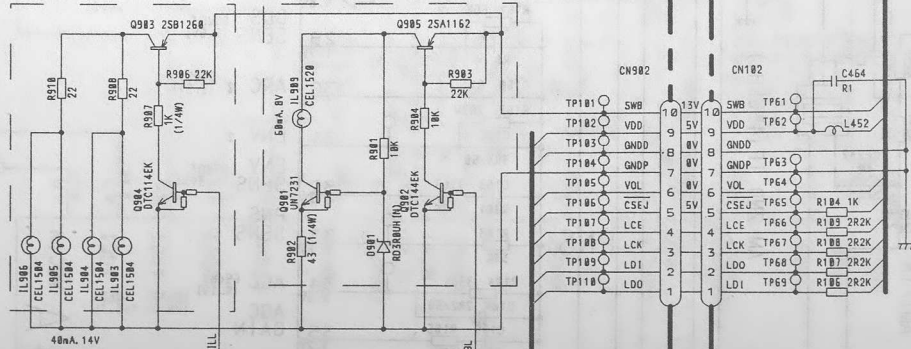 Q903 2SB1260
Q905 2SA1162
R910
22
R908
22
R906 22K
R907
1K
(1/4W)
60mA, 8V
IL909
CEL1520
R903
22K
R904
10K
R901
10K
Q904
DTC114EK
Q901
UN7231
Q902
DTC144EK
R902
43 (1/4W)
D901
RD3R0UH(N)
IL906
CEL1504
IL905
CEL1504
IL904
CEL1504
IL903
CEL1504
40mA, 14V
ILL
BL
CN902
CN102
C464
R1
L452
TP101 SWB 10 13V 10 SWB TP61
TP102 VDD 9 5V 9 VDD TP62
TP103 GNDD 8 0V 8 GNDD
TP104 GNDP 7 0V 7 GNDP TP63
TP105 VOL 6 0V 6 VOL TP64
TP106 CSEJ 5 5V 5 CSEJ TP65 R104 1K
TP107 LCE 4 4 LCE TP66 R109 2R2K
TP108 LCK 3 3 LCK TP67 R108 2R2K
TP109 LDI 2 2 LDO TP68 R107 2R2K
TP110 LDO 1 1 LDI TP69 R106 2R2K